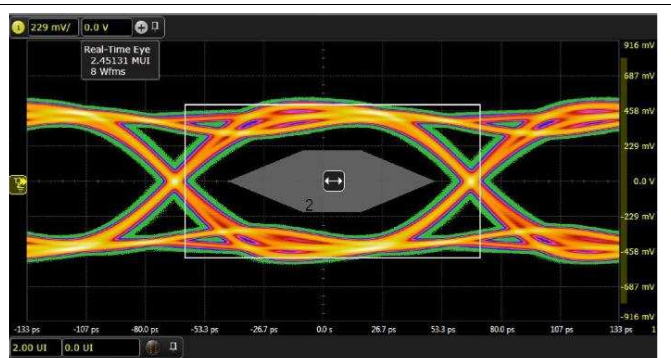 1 229 mV/ 0.0 V
Real-Time Eye
2.45131 MUI
8 Wfms
916 mV
687 mV
458 mV
229 mV
0.0 V
-229 mV
-458 mV
-687 mV
-916 mV
2
-133 ps -107 ps -80.0 ps -53.3 ps -26.7 ps 0.0 s 26.7 ps 53.3 ps 80.0 ps 107 ps 133 ps 1
2.00 UI 0.0 UI